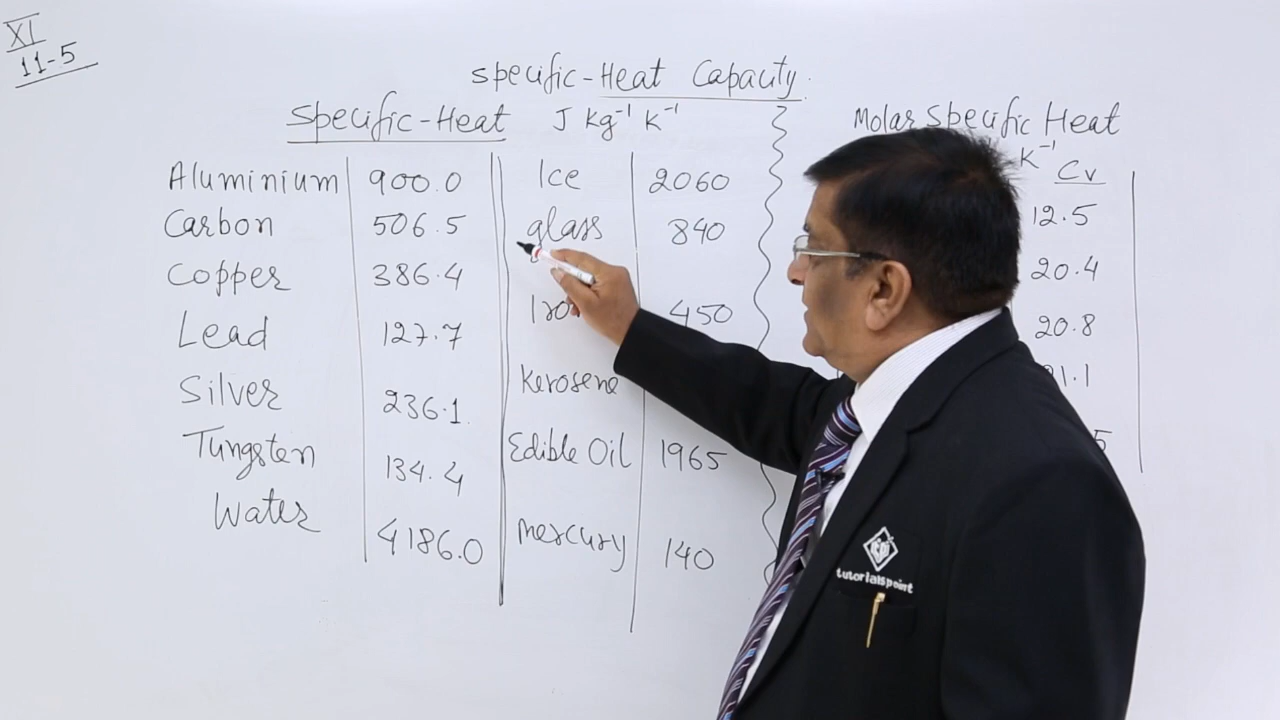 XI
11-5
Specific-Heat Capacity
Specific-Heat J Kg⁻¹ K⁻¹
Aluminium 900.0
Carbon 506.5
Copper 386.4
Lead 127.7
Silver 236.1
Tungsten 134.4
Water 4186.0
Ice 2060
glass 840
450
Kerosene
Edible Oil 1965
Mercury 140
Molar Specific Heat
K⁻¹
Cv
12.5
20.4
20.8
tutorialspoint